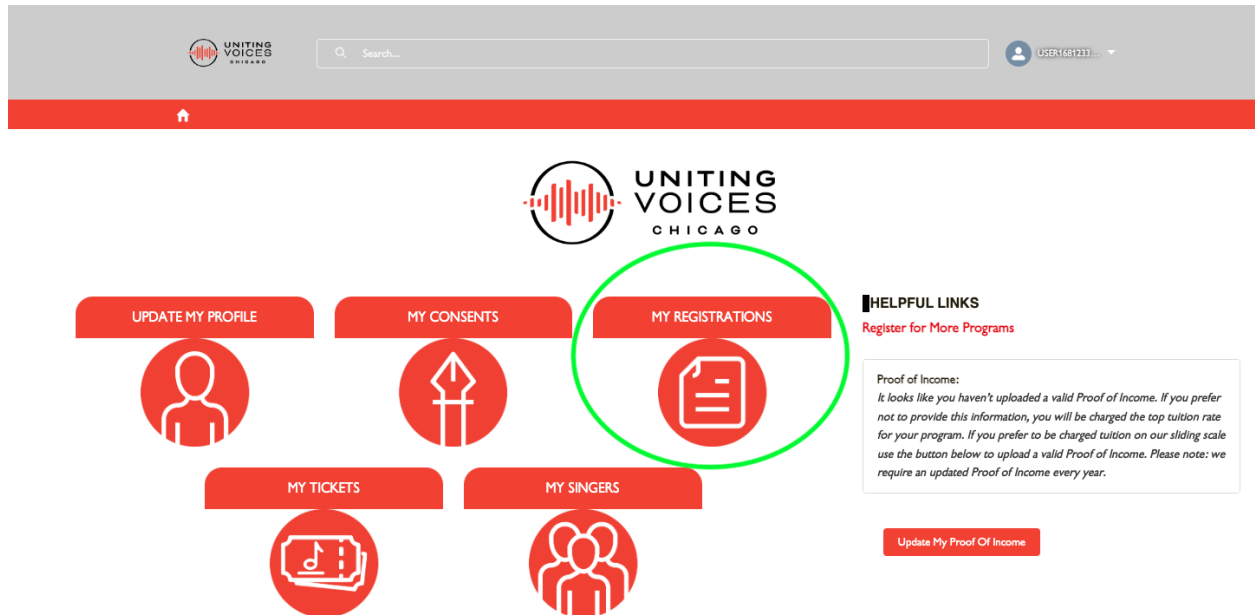 UNITING
VOICES
CHICAGO
Search...
USER1681233...
UNITING
VOICES
CHICAGO
UPDATE MY PROFILE
MY CONSENTS
MY REGISTRATIONS
MY TICKETS
MY SINGERS
HELPFUL LINKS
Register for More Programs
Proof of Income:
It looks like you haven't uploaded a valid Proof of Income. If you prefer
not to provide this information, you will be charged the top tuition rate
for your program. If you prefer to be charged tuition on our sliding scale
use the button below to upload a valid Proof of Income. Please note: we
require an updated Proof of Income every year.
Update My Proof Of Income